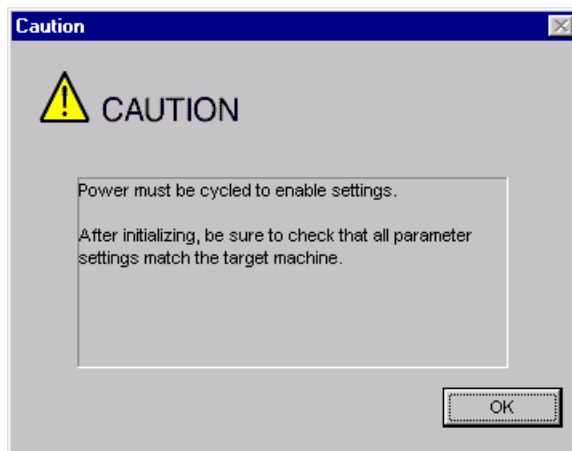 Caution
CAUTION
Power must be cycled to enable settings.
After initializing, be sure to check that all parameter
settings match the target machine.
OK